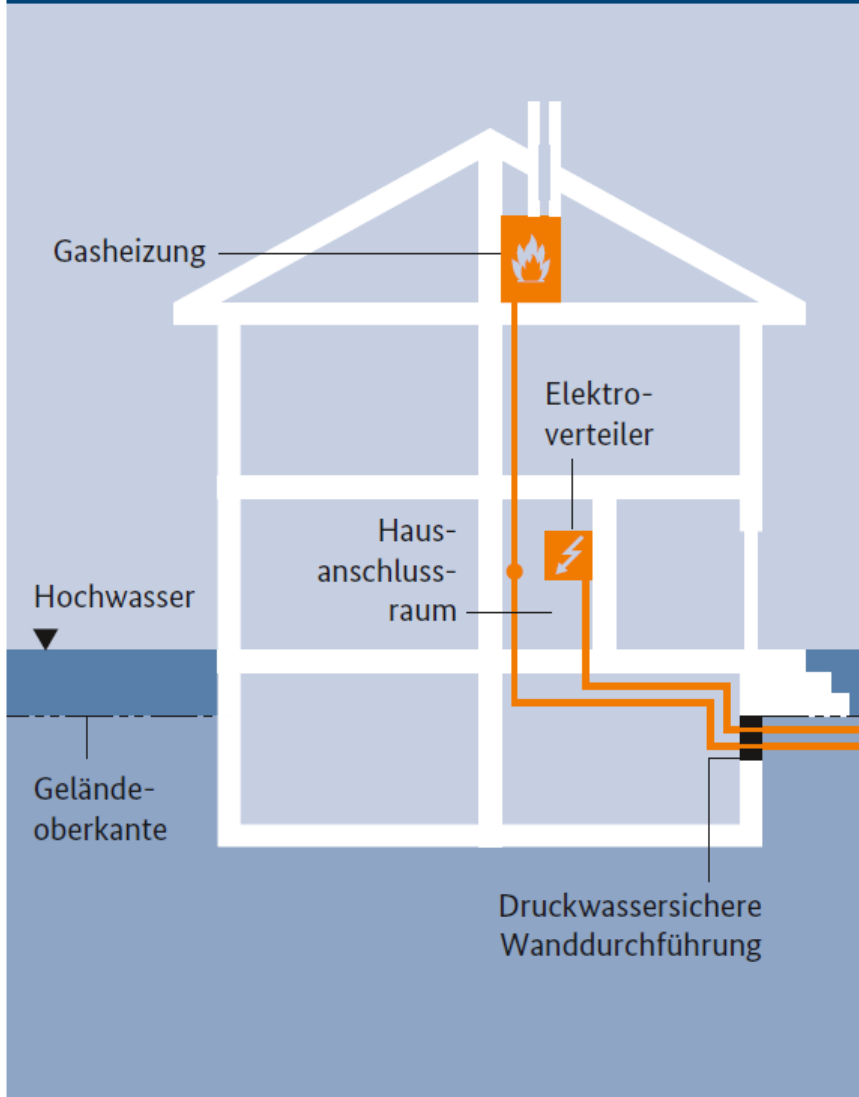 Gasheizung
Elektro-
verteiler
Haus-
anschluss-
raum
Hochwasser
Gelände-
oberkante
Druckwassersichere
Wanddurchführung